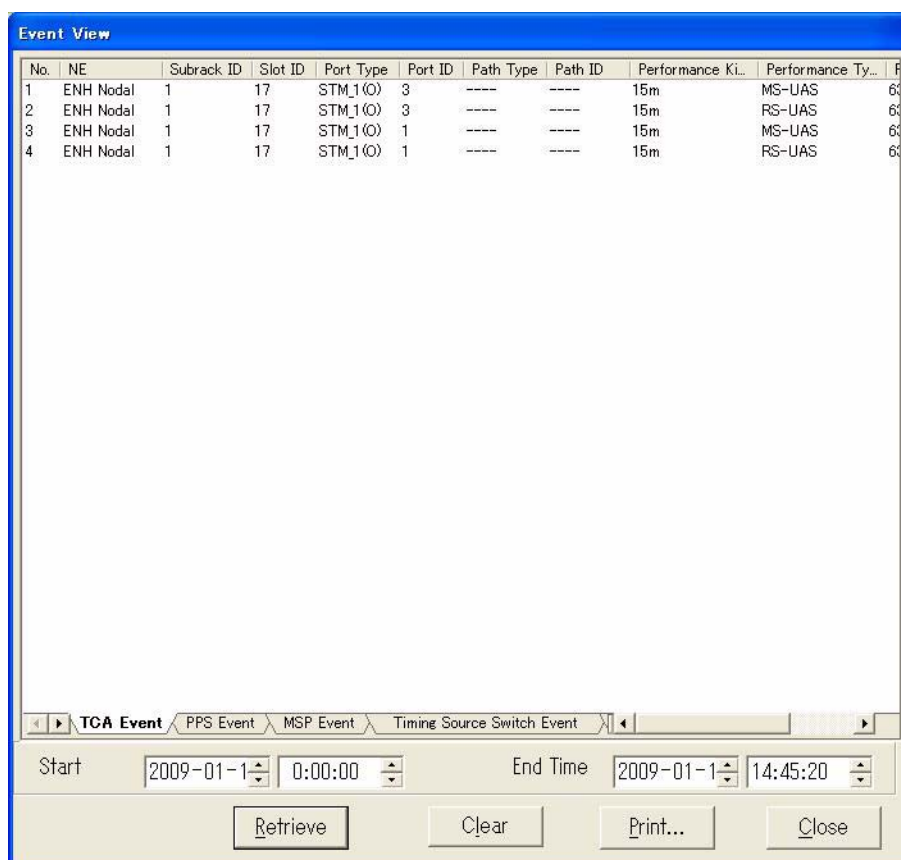 Event View
No. NE Subrack ID Slot ID Port Type Port ID Path Type Path ID Performance Ki... Performance Ty...
1 ENH Nodal 1 17 STM_1(O) 3 ---- ---- 15m MS-UAS
2 ENH Nodal 1 17 STM_1(O) 3 ---- ---- 15m RS-UAS
3 ENH Nodal 1 17 STM_1(O) 1 ---- ---- 15m MS-UAS
4 ENH Nodal 1 17 STM_1(O) 1 ---- ---- 15m RS-UAS
TCA Event PPS Event MSP Event Timing Source Switch Event
Start 2009-01-1 0:00:00 End Time 2009-01-1 14:45:20
Retrieve Clear Print... Close